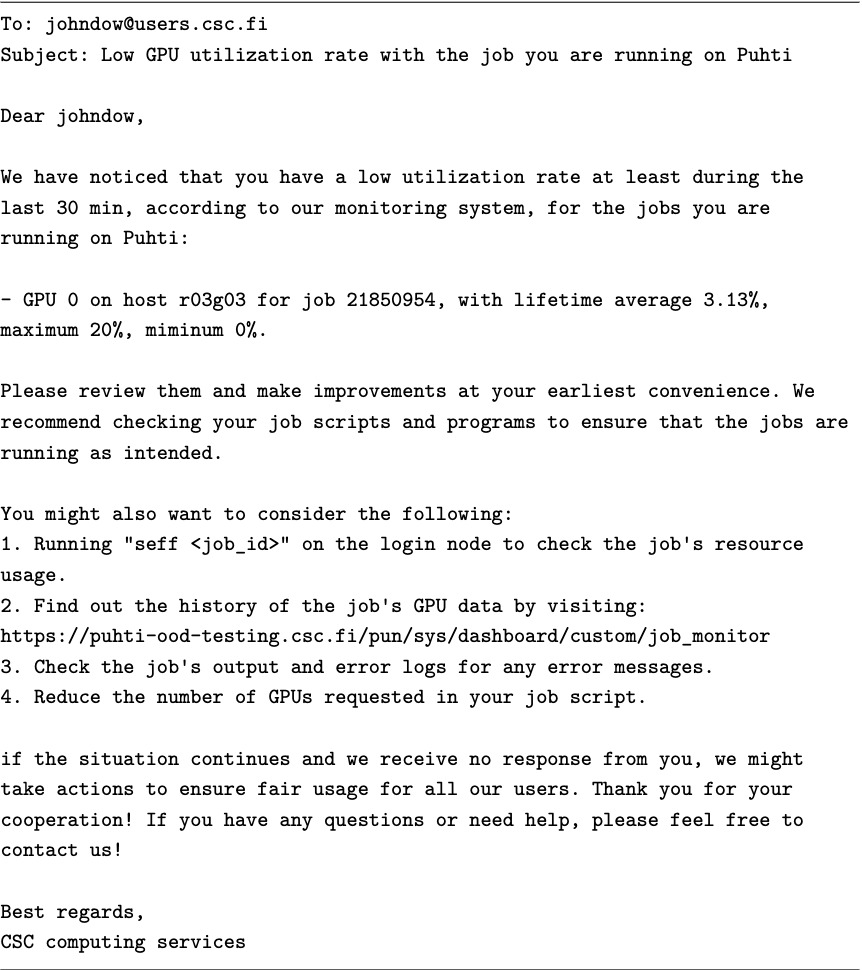 To: johndow@users.csc.fi
Subject: Low GPU utilization rate with the job you are running on Puhti
Dear johndow,
We have noticed that you have a low utilization rate at least during the
last 30 min, according to our monitoring system, for the jobs you are
running on Puhti:
- GPU 0 on host r03g03 for job 21850954, with lifetime average 3.13%,
maximum 20%, miminum 0%.
Please review them and make improvements at your earliest convenience. We
recommend checking your job scripts and programs to ensure that the jobs are
running as intended.
You might also want to consider the following:
1. Running "seff <job_id>" on the login node to check the job's resource
usage.
2. Find out the history of the job's GPU data by visiting:
https://puhti-ood-testing.csc.fi/pun/sys/dashboard/custom/job_monitor
3. Check the job's output and error logs for any error messages.
4. Reduce the number of GPUs requested in your job script.
if the situation continues and we receive no response from you, we might
take actions to ensure fair usage for all our users. Thank you for your
cooperation! If you have any questions or need help, please feel free to
contact us!
Best regards,
CSC computing services